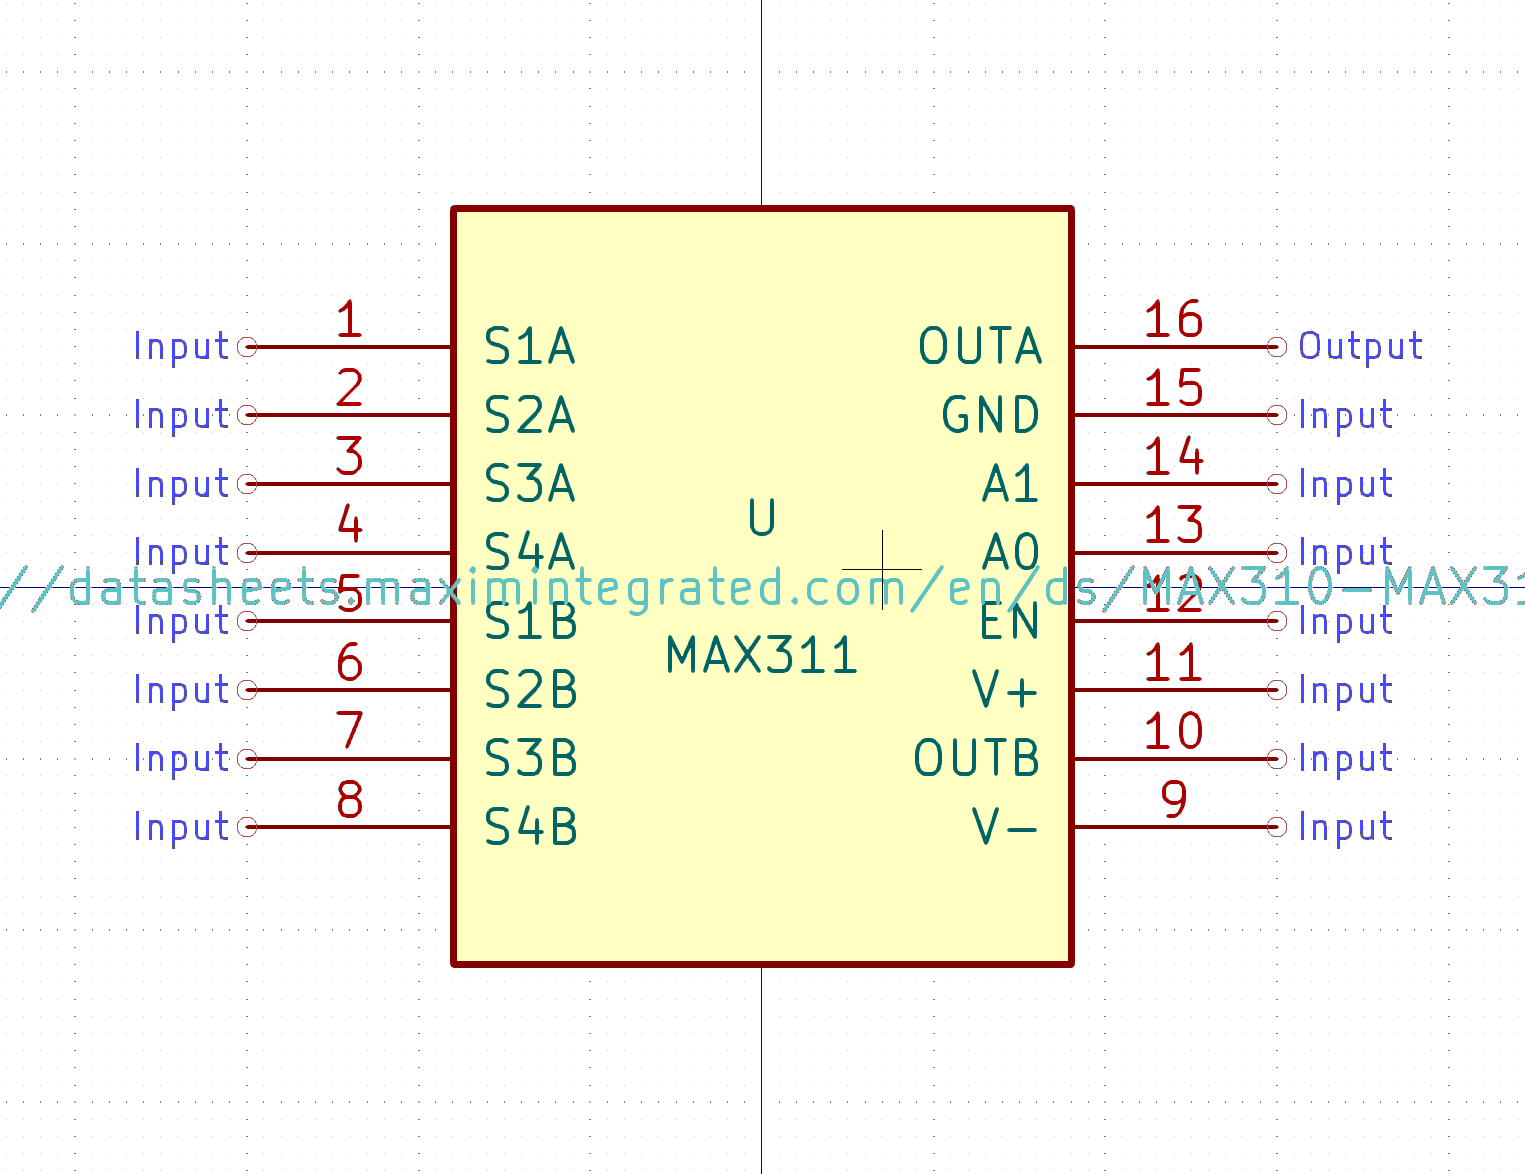 1 16
Input S1A OUTA Output
2 15
Input S2A GND Input
3 14
Input S3A A1 Input
4 U 13
Input S4A A0 Input
//datasheets.maximintegrated.com/en/ds/MAX310-MAX31
5 12
Input S1B EN Input
MAX311
6 11
Input S2B V+ Input
7 10
Input S3B OUTB Input
8 9
Input S4B V- Input